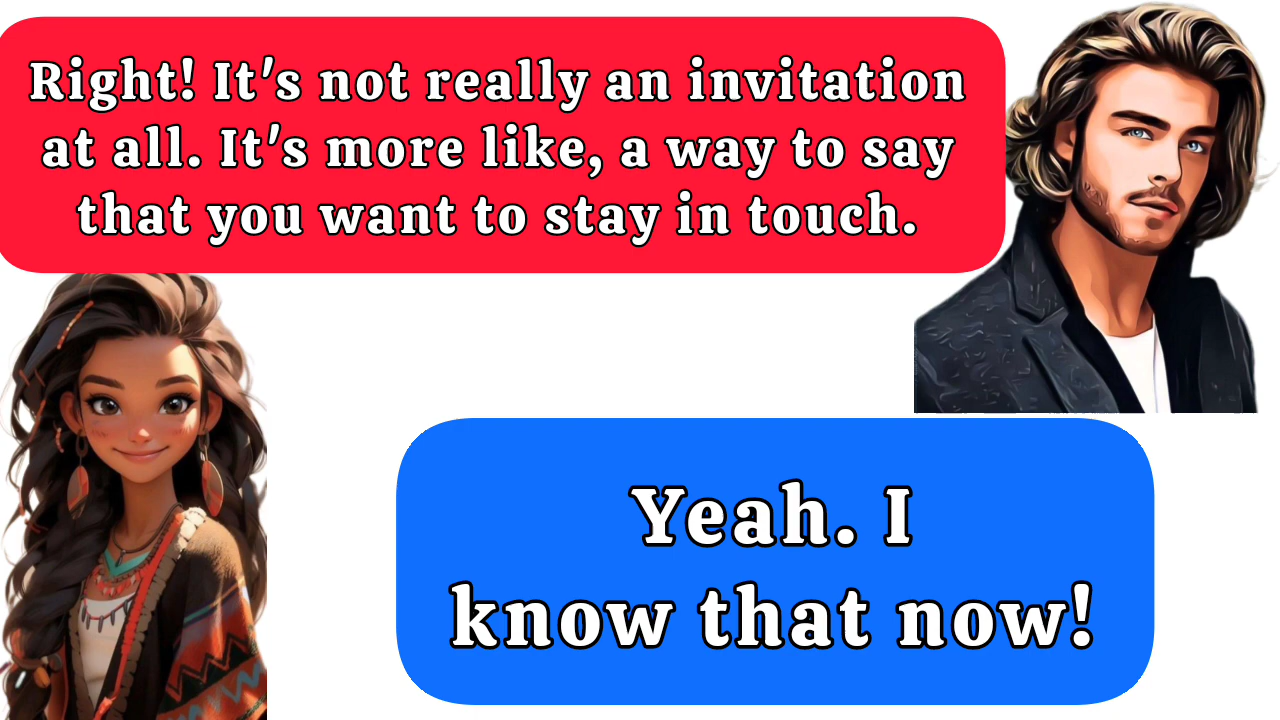 Right! It's not really an invitation
at all. It's more like, a way to say
that you want to stay in touch.
Yeah. I
know that now!